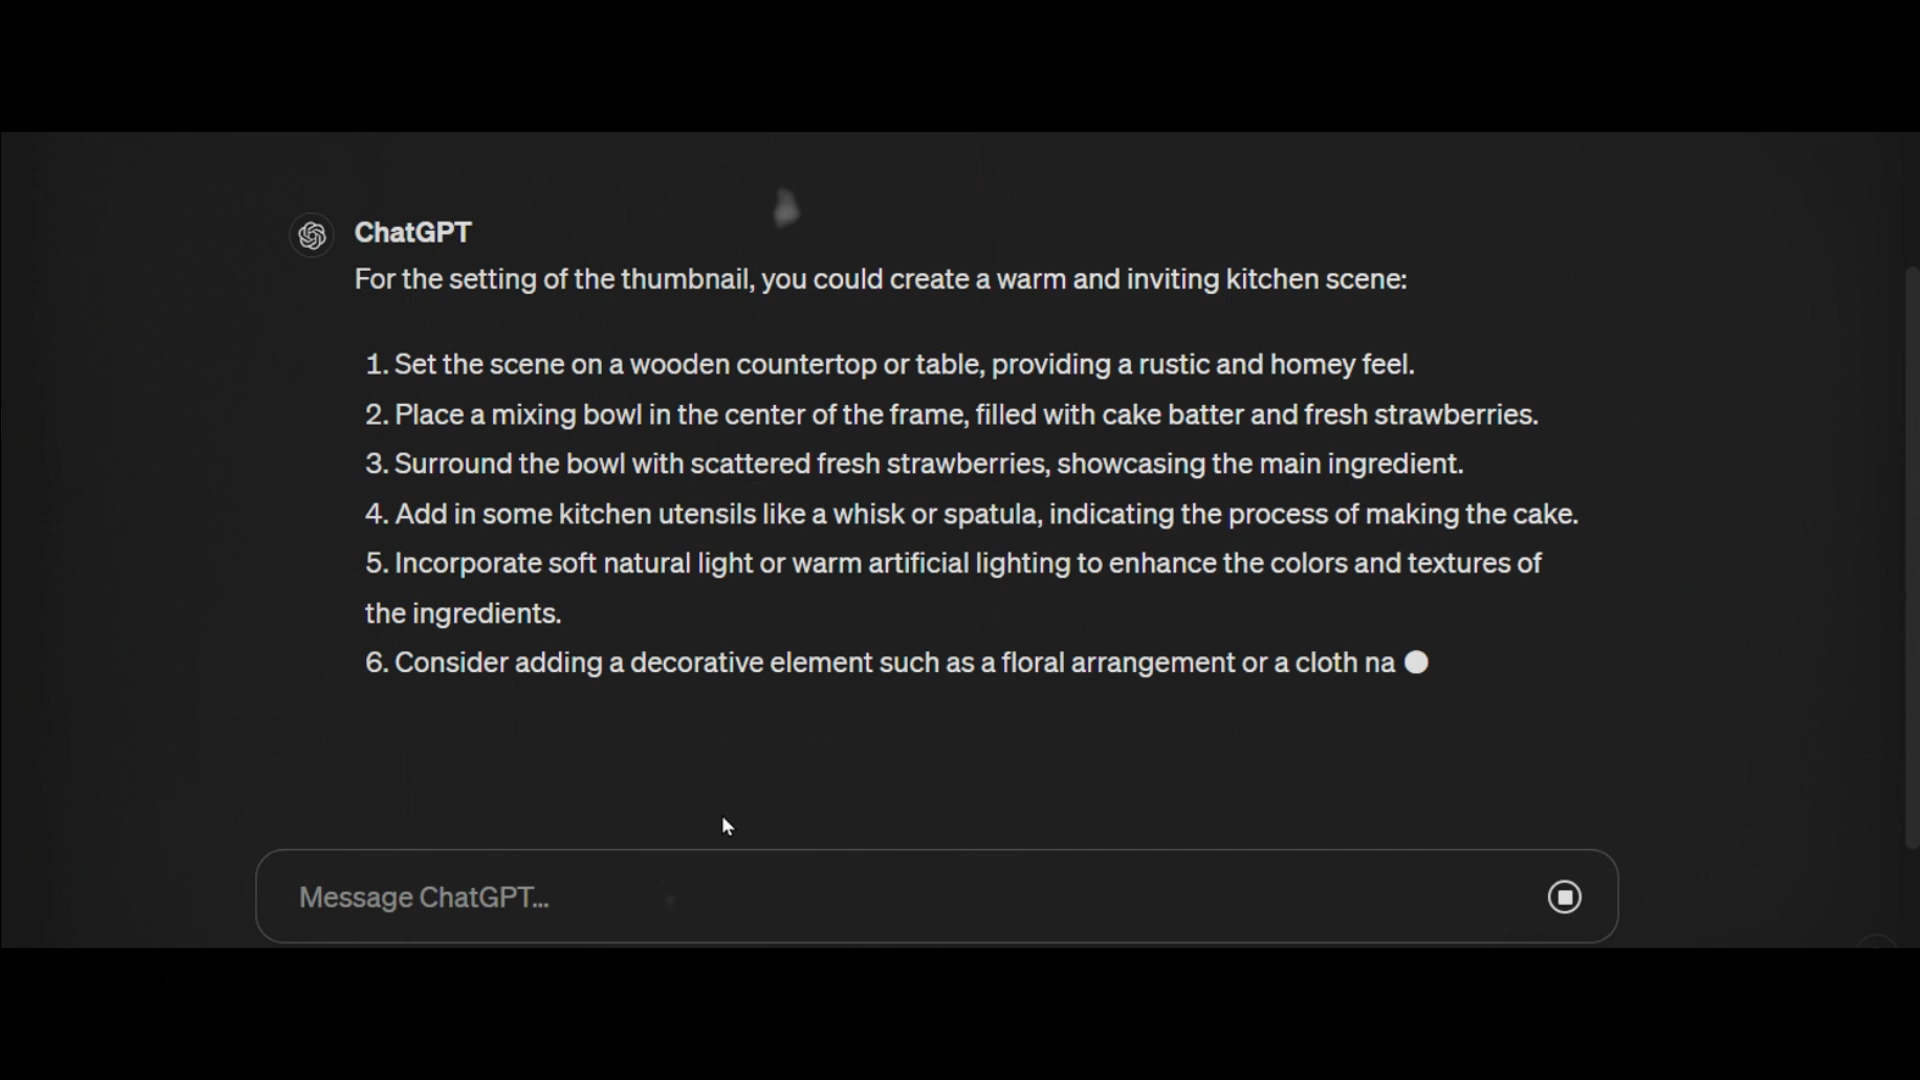 ChatGPT
For the setting of the thumbnail, you could create a warm and inviting kitchen scene:
1. Set the scene on a wooden countertop or table, providing a rustic and homey feel.
2. Place a mixing bowl in the center of the frame, filled with cake batter and fresh strawberries.
3. Surround the bowl with scattered fresh strawberries, showcasing the main ingredient.
4. Add in some kitchen utensils like a whisk or spatula, indicating the process of making the cake.
5. Incorporate soft natural light or warm artificial lighting to enhance the colors and textures of
the ingredients.
6. Consider adding a decorative element such as a floral arrangement or a cloth na
Message ChatGPT...